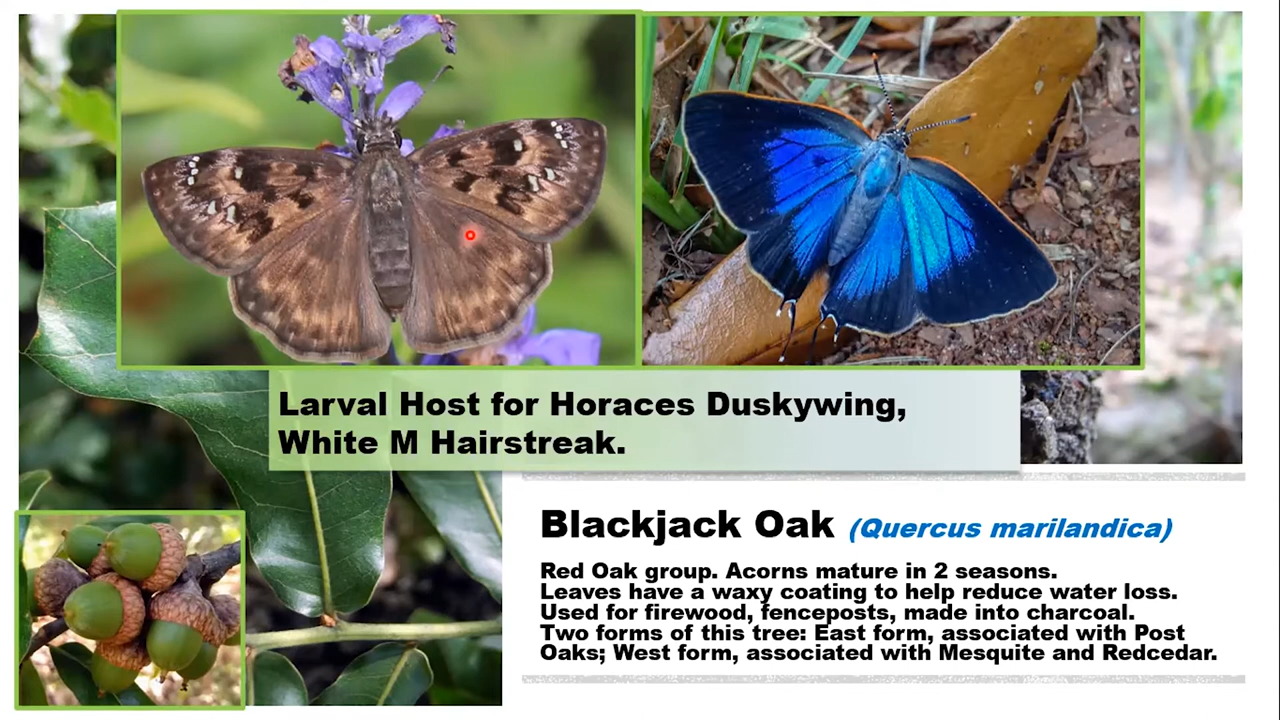 Larval Host for Horaces Duskywing,
White M Hairstreak.
Blackjack Oak (Quercus marilandica)
Red Oak group. Acorns mature in 2 seasons.
Leaves have a waxy coating to help reduce water loss.
Used for firewood, fenceposts, made into charcoal.
Two forms of this tree: East form, associated with Post
Oaks; West form, associated with Mesquite and Redcedar.